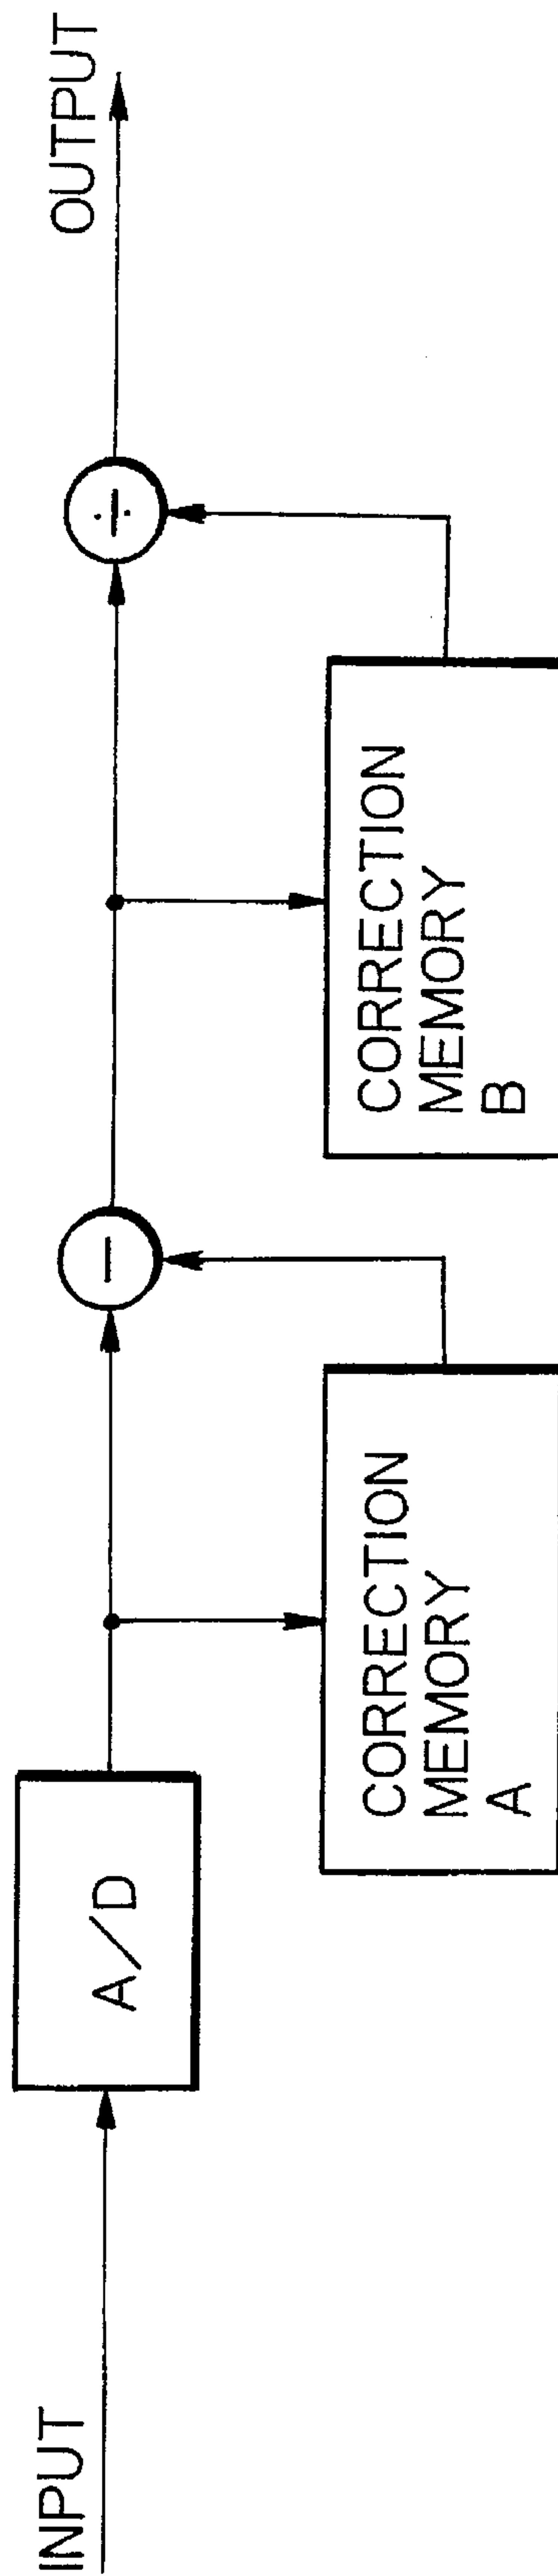 INPUT
A/D
CORRECTION
MEMORY
A
−
CORRECTION
MEMORY
B
÷
OUTPUT